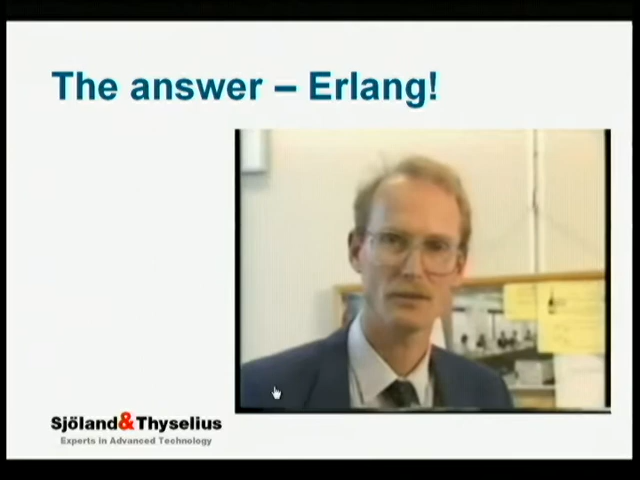 The answer – Erlang!
Sjöland&Thyselius
Experts in Advanced Technology